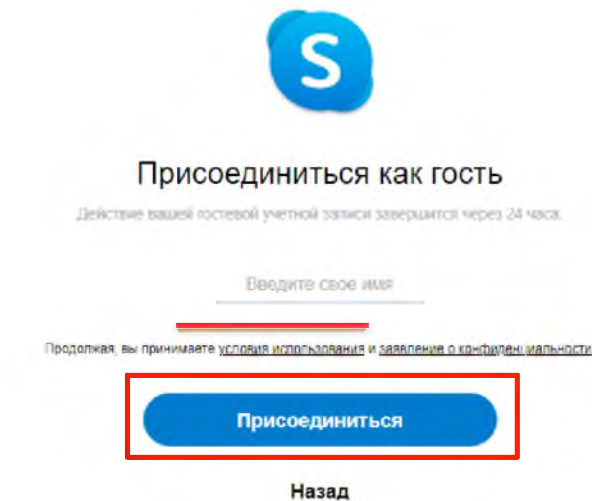 S
Присоединиться как гость
Действие вашей гостевой учетной записи завершится через 24 часа.
Введите свое имя
Продолжая, вы принимаете условия использования и заявление о конфиденциальности
Присоединиться
Назад